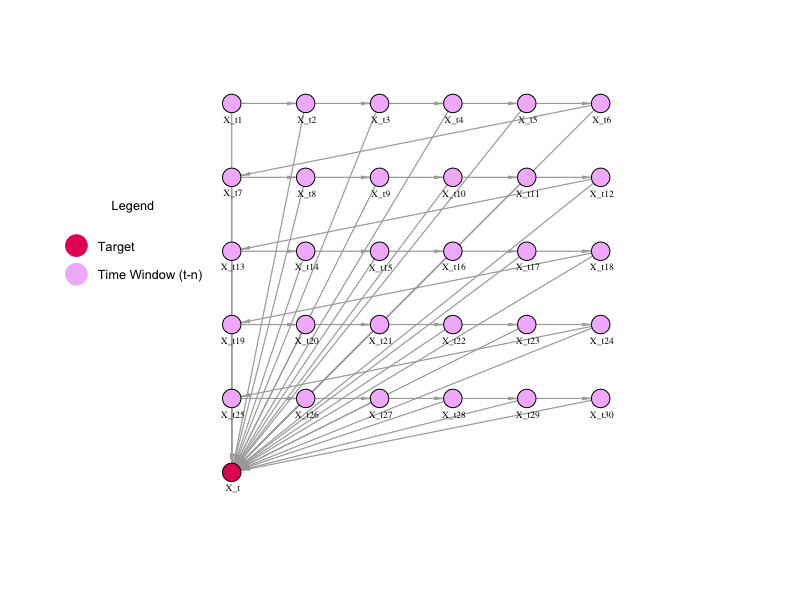 X_t1 X_t2 X_t3 X_t4 X_t5 X_t6
X_t7 X_t8 X_t9 X_t10 X_t11 X_t12
Legend
Target
Time Window (t-n)
X_t13 X_t14 X_t15 X_t16 X_t17 X_t18
X_t19 X_t20 X_t21 X_t22 X_t23 X_t24
X_t25 X_t26 X_t27 X_t28 X_t29 X_t30
X_t